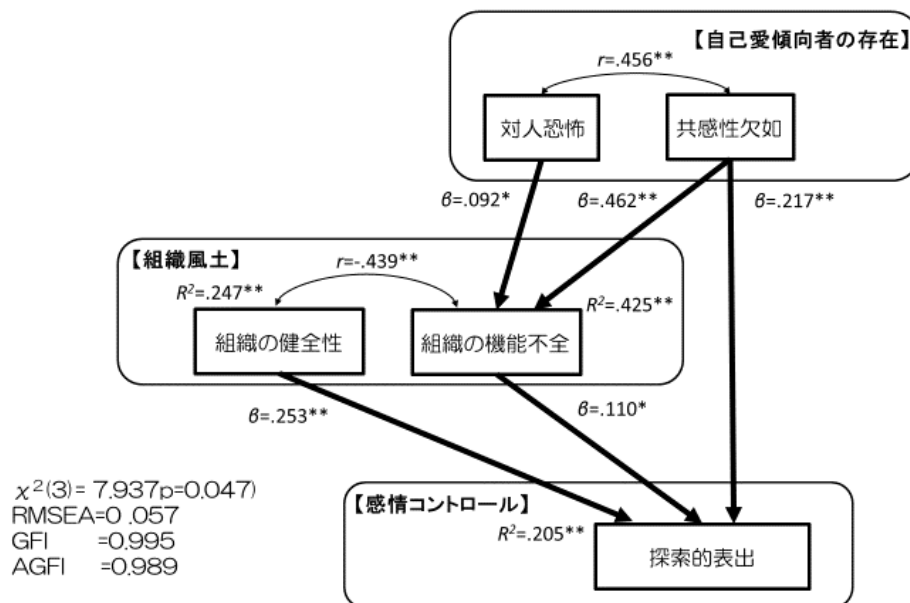 【自己愛傾向者の存在】
r=.456**
対人恐怖
共感性欠如
β=.092*
β=.462**
β=.217**
【組織風土】
r=-.439**
R²=.247**
R²=.425**
組織の健全性
組織の機能不全
β=.253**
β=.110*
χ²(3)= 7.937p=0.047)
RMSEA=0 .057
GFI =0.995
AGFI =0.989
【感情コントロール】
R²=.205**
探索的表出